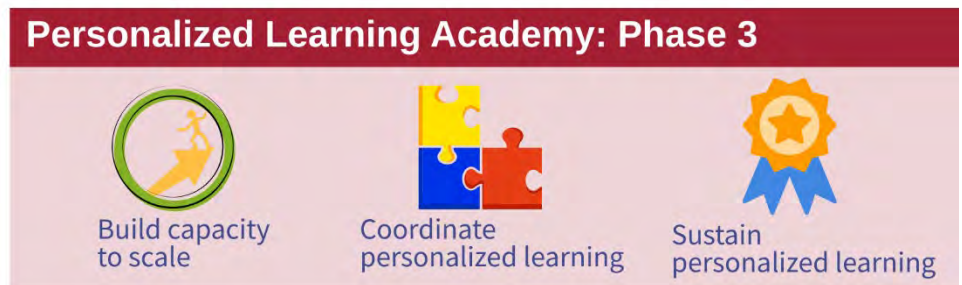 Personalized Learning Academy: Phase 3
Build capacity
to scale
Coordinate
personalized learning
Sustain
personalized learning